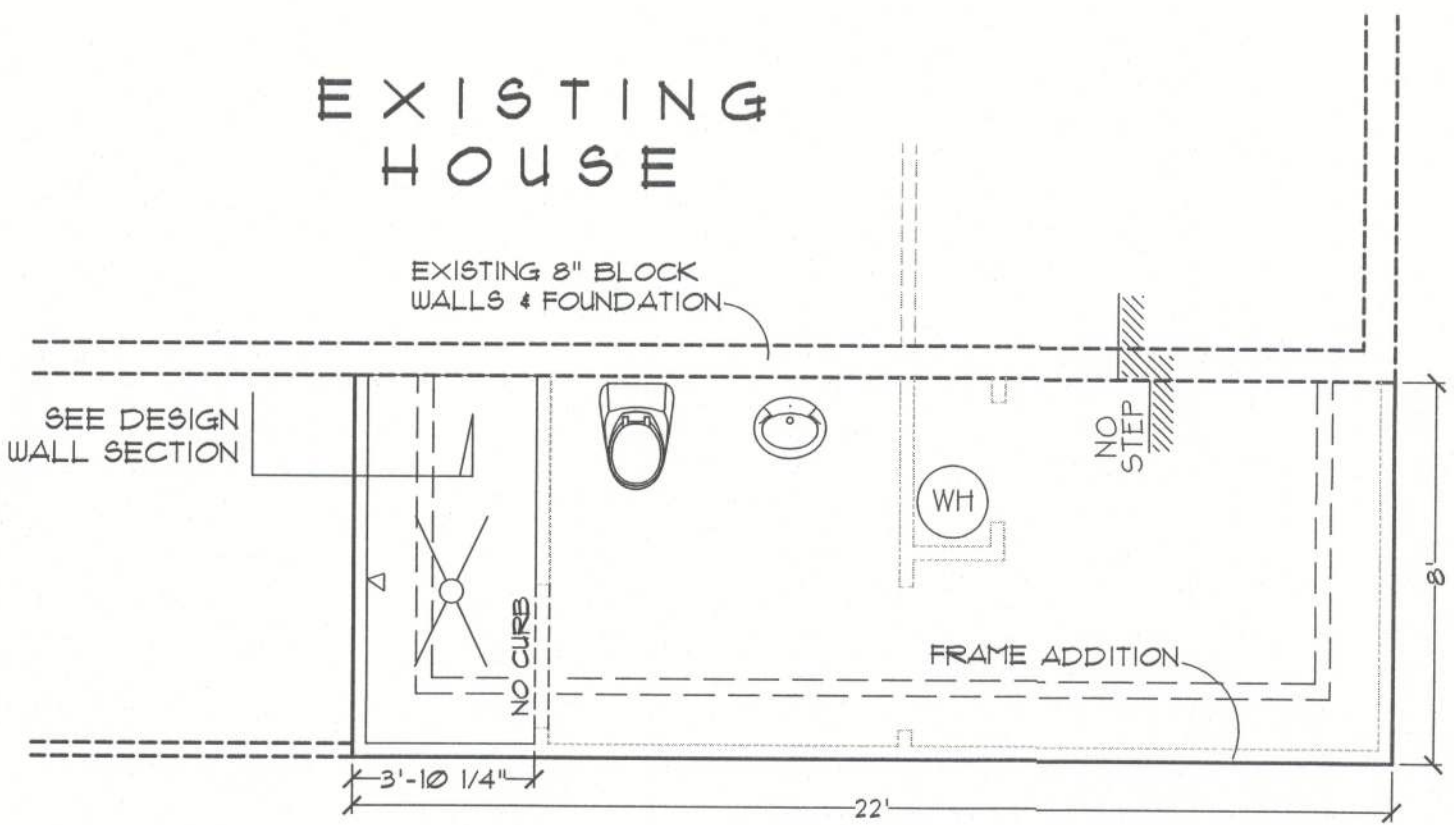 EXISTING
HOUSE
EXISTING 8" BLOCK
WALLS & FOUNDATION
SEE DESIGN
WALL SECTION
NO
STEP
WH
8'
NO CURB
FRAME ADDITION
3'-10 1/4"
22'